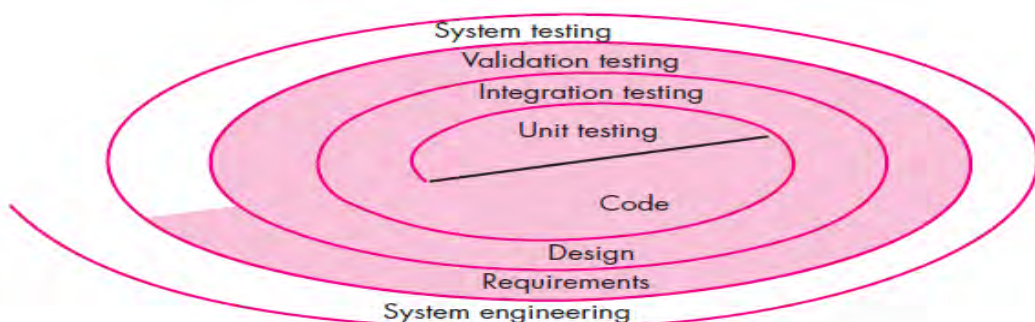 System testing
Validation testing
Integration testing
Unit testing
Code
Design
Requirements
System engineering